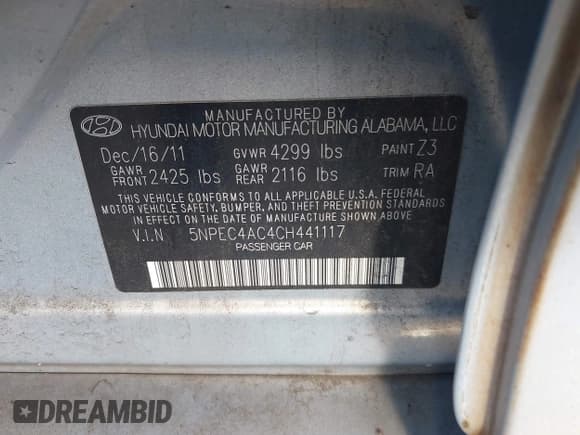 MANUFACTURED BY
HYUNDAI MOTOR MANUFACTURING ALABAMA, LLC
Dec/16/11 GVWR 4299 lbs PAINT Z3
GAWR FRONT 2425 lbs GAWR REAR 2116 lbs TRIM RA
THIS VEHICLE CONFORMS TO ALL APPLICABLE U.S.A. FEDERAL
MOTOR VEHICLE SAFETY, BUMPER, AND THEFT PREVENTION STANDARDS
IN EFFECT ON THE DATE OF MANUFACTURE SHOWN ABOVE.
V.I.N 5NPEC4AC4CH441117
PASSENGER CAR
DREAMBID